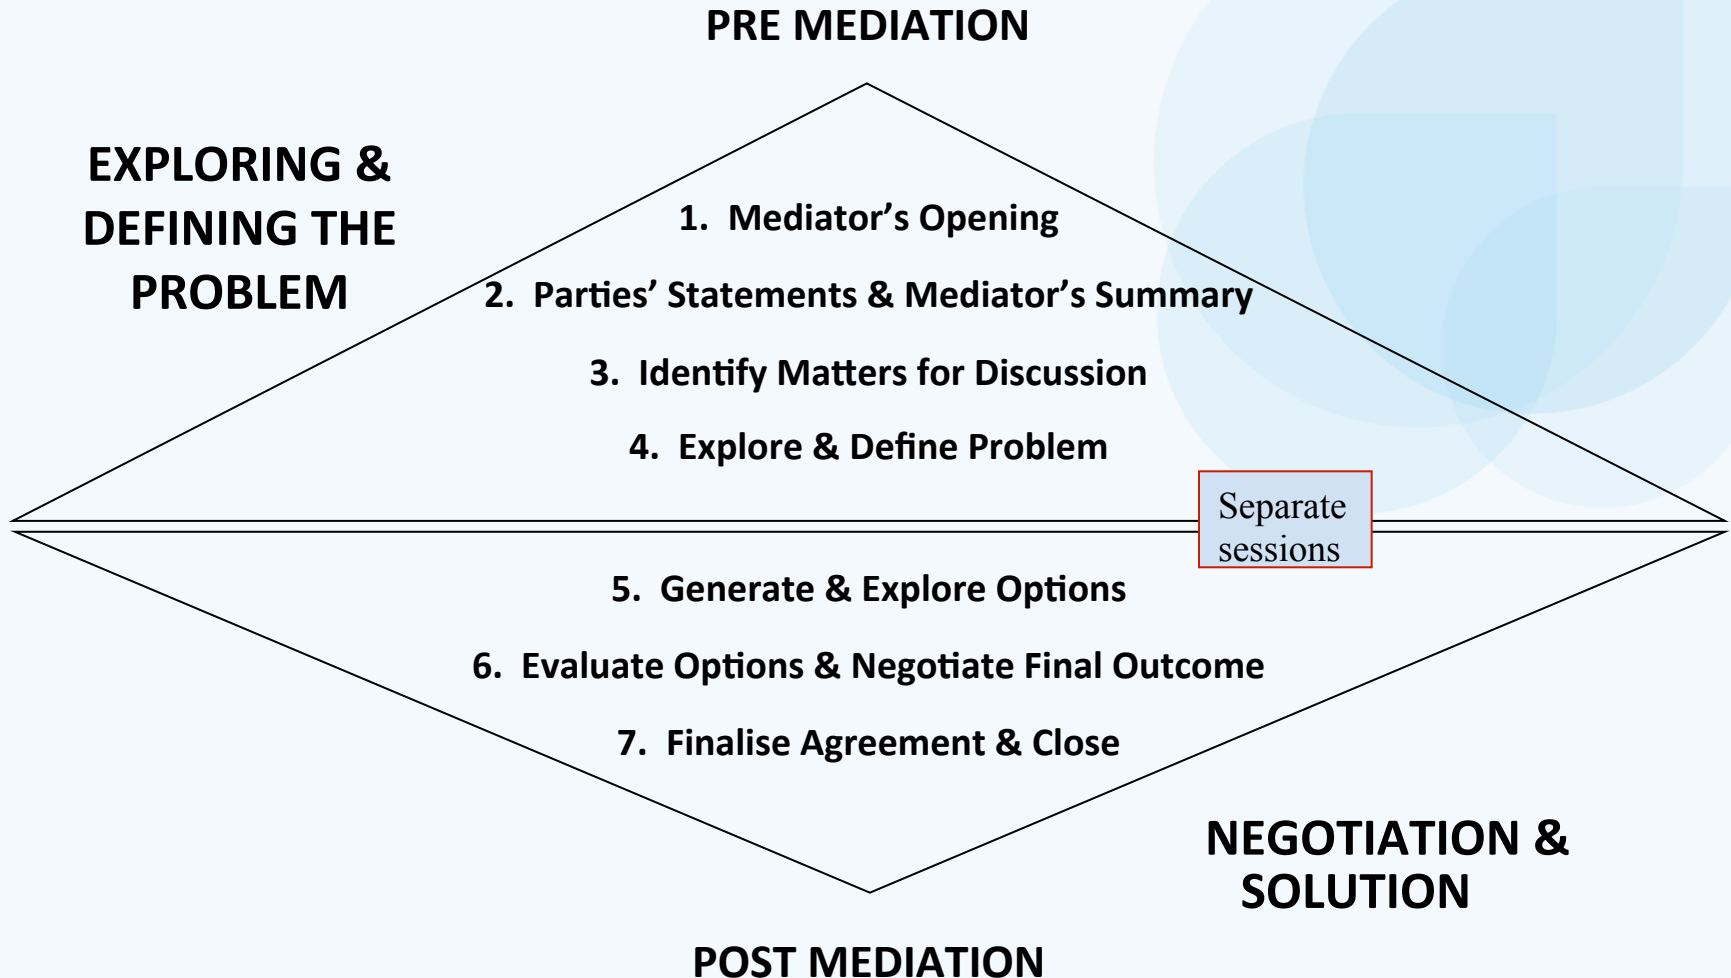 PRE MEDIATION
EXPLORING &
DEFINING THE
PROBLEM
1. Mediator’s Opening
2. Parties’ Statements & Mediator’s Summary
3. Identify Matters for Discussion
4. Explore & Define Problem
Separate
sessions
5. Generate & Explore Options
6. Evaluate Options & Negotiate Final Outcome
7. Finalise Agreement & Close
NEGOTIATION &
SOLUTION
POST MEDIATION